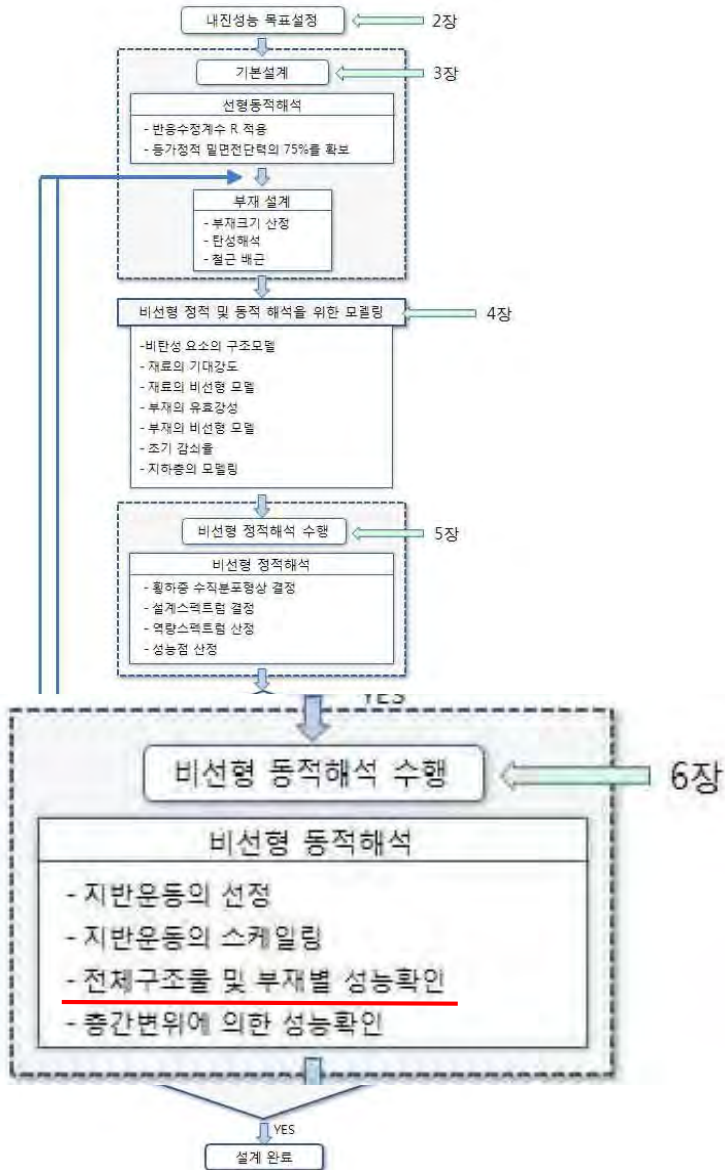 내진성능 목표설정
2장
기본설계
3장
선형동적해석
- 반응수정계수 R 적용
- 등가정적 밑면전단력의 75%를 확보
부재 설계
- 부재크기 산정
- 탄성해석
- 철근 배근
비선형 정적 및 동적 해석을 위한 모델링
4장
-비탄성 요소의 구조모델
- 재료의 기대강도
- 재료의 비선형 모델
- 부재의 유효강성
- 부재의 비선형 모델
- 초기 감쇠율
- 지하층의 모델링
비선형 정적해석 수행
5장
비선형 정적해석
- 횡하중 수직분포형상 결정
- 설계스펙트럼 결정
- 역량스펙트럼 산정
- 성능점 산정
YES
비선형 동적해석 수행
6장
비선형 동적해석
- 지반운동의 선정
- 지반운동의 스케일링
- 전체구조물 및 부재별 성능확인
- 층간변위에 의한 성능확인
YES
설계 완료